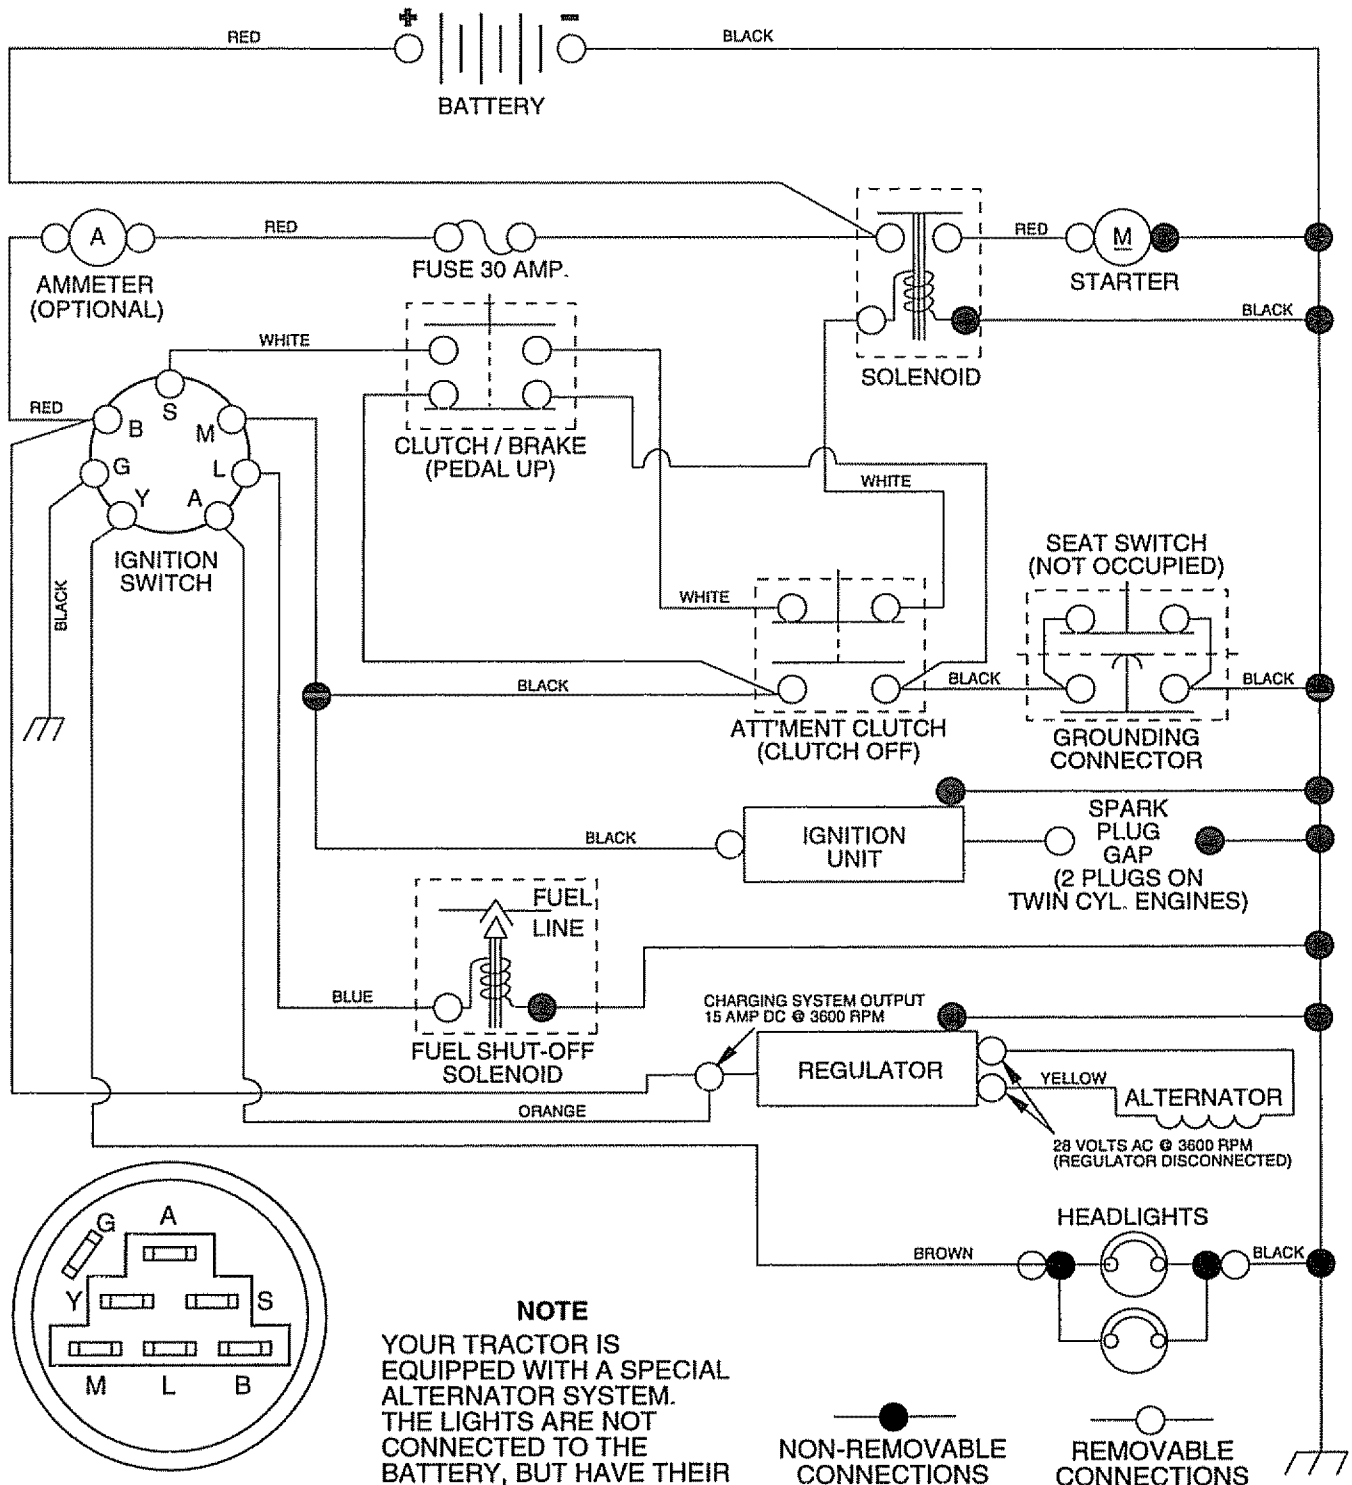 + -
RED
BLACK
BATTERY
A
RED
RED
M
AMMETER
(OPTIONAL)
FUSE 30 AMP.
STARTER
BLACK
SOLENOID
WHITE
RED
S
B
M
G
L
Y
A
CLUTCH / BRAKE
(PEDAL UP)
WHITE
IGNITION
SWITCH
BLACK
SEAT SWITCH
(NOT OCCUPIED)
WHITE
BLACK
BLACK
BLACK
ATT'MENT CLUTCH
(CLUTCH OFF)
GROUNDING
CONNECTOR
BLACK
IGNITION
UNIT
SPARK
PLUG
GAP
(2 PLUGS ON
TWIN CYL. ENGINES)
FUEL
LINE
BLUE
FUEL SHUT-OFF
SOLENOID
CHARGING SYSTEM OUTPUT
15 AMP DC @ 3600 RPM
REGULATOR
YELLOW
ALTERNATOR
ORANGE
28 VOLTS AC @ 3600 RPM
(REGULATOR DISCONNECTED)
HEADLIGHTS
BROWN
BLACK
G
A
Y
S
M L B
NOTE
YOUR TRACTOR IS
EQUIPPED WITH A SPECIAL
ALTERNATOR SYSTEM.
THE LIGHTS ARE NOT
CONNECTED TO THE
BATTERY, BUT HAVE THEIR
NON-REMOVABLE
CONNECTIONS
REMOVABLE
CONNECTIONS